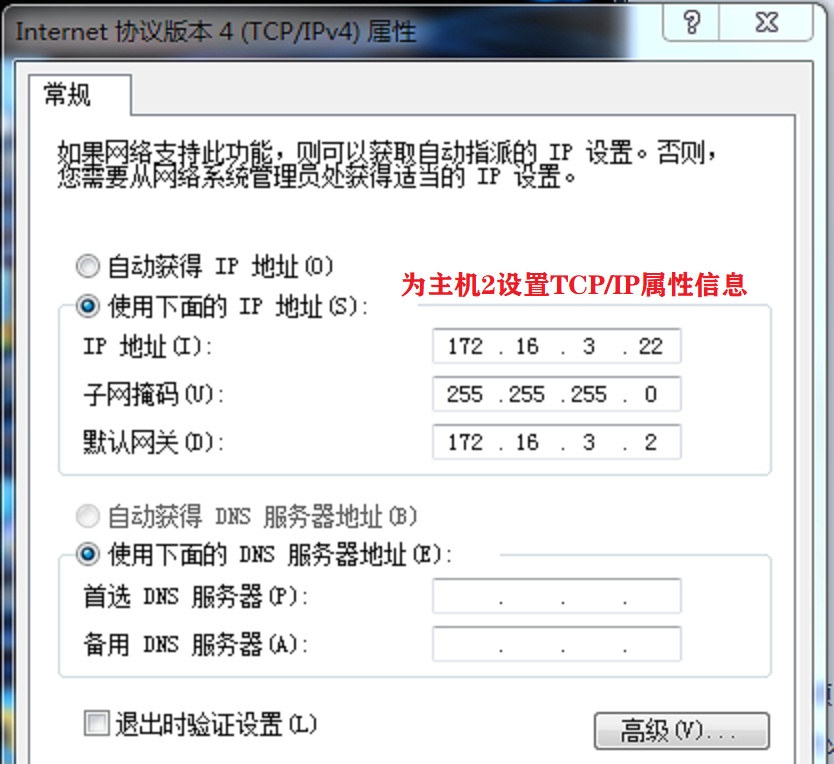 Internet 协议版本 4 (TCP/IPv4) 属性
常规
如果网络支持此功能，则可以获取自动指派的 IP 设置。否则，
您需要从网络系统管理员处获得适当的 IP 设置。
自动获得 IP 地址(O)
为主机2设置TCP/IP属性信息
使用下面的 IP 地址(S):
IP 地址(I): 172 . 16 . 3 . 22
子网掩码(U): 255 . 255 . 255 . 0
默认网关(D): 172 . 16 . 3 . 2
自动获得 DNS 服务器地址(B)
使用下面的 DNS 服务器地址(E):
首选 DNS 服务器(P): . . .
备用 DNS 服务器(A): . . .
退出时验证设置(L)
高级(V)...